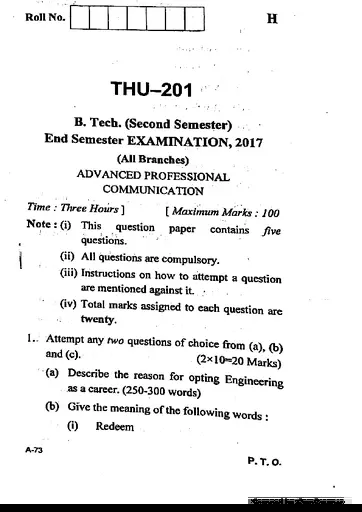 Roll No.
H
THU–201
B. Tech. (Second Semester)
End Semester EXAMINATION, 2017
(All Branches)
ADVANCED PROFESSIONAL
COMMUNICATION
Time : Three Hours ] [ Maximum Marks : 100
Note : (i) This question paper contains five
questions.
(ii) All questions are compulsory.
(iii) Instructions on how to attempt a question
are mentioned against it.
(iv) Total marks assigned to each question are
twenty.
1. Attempt any two questions of choice from (a), (b)
and (c). (2×10=20 Marks)
(a) Describe the reason for opting Engineering
as a career. (250-300 words)
(b) Give the meaning of the following words :
(i) Redeem
A-73
P. T. O.